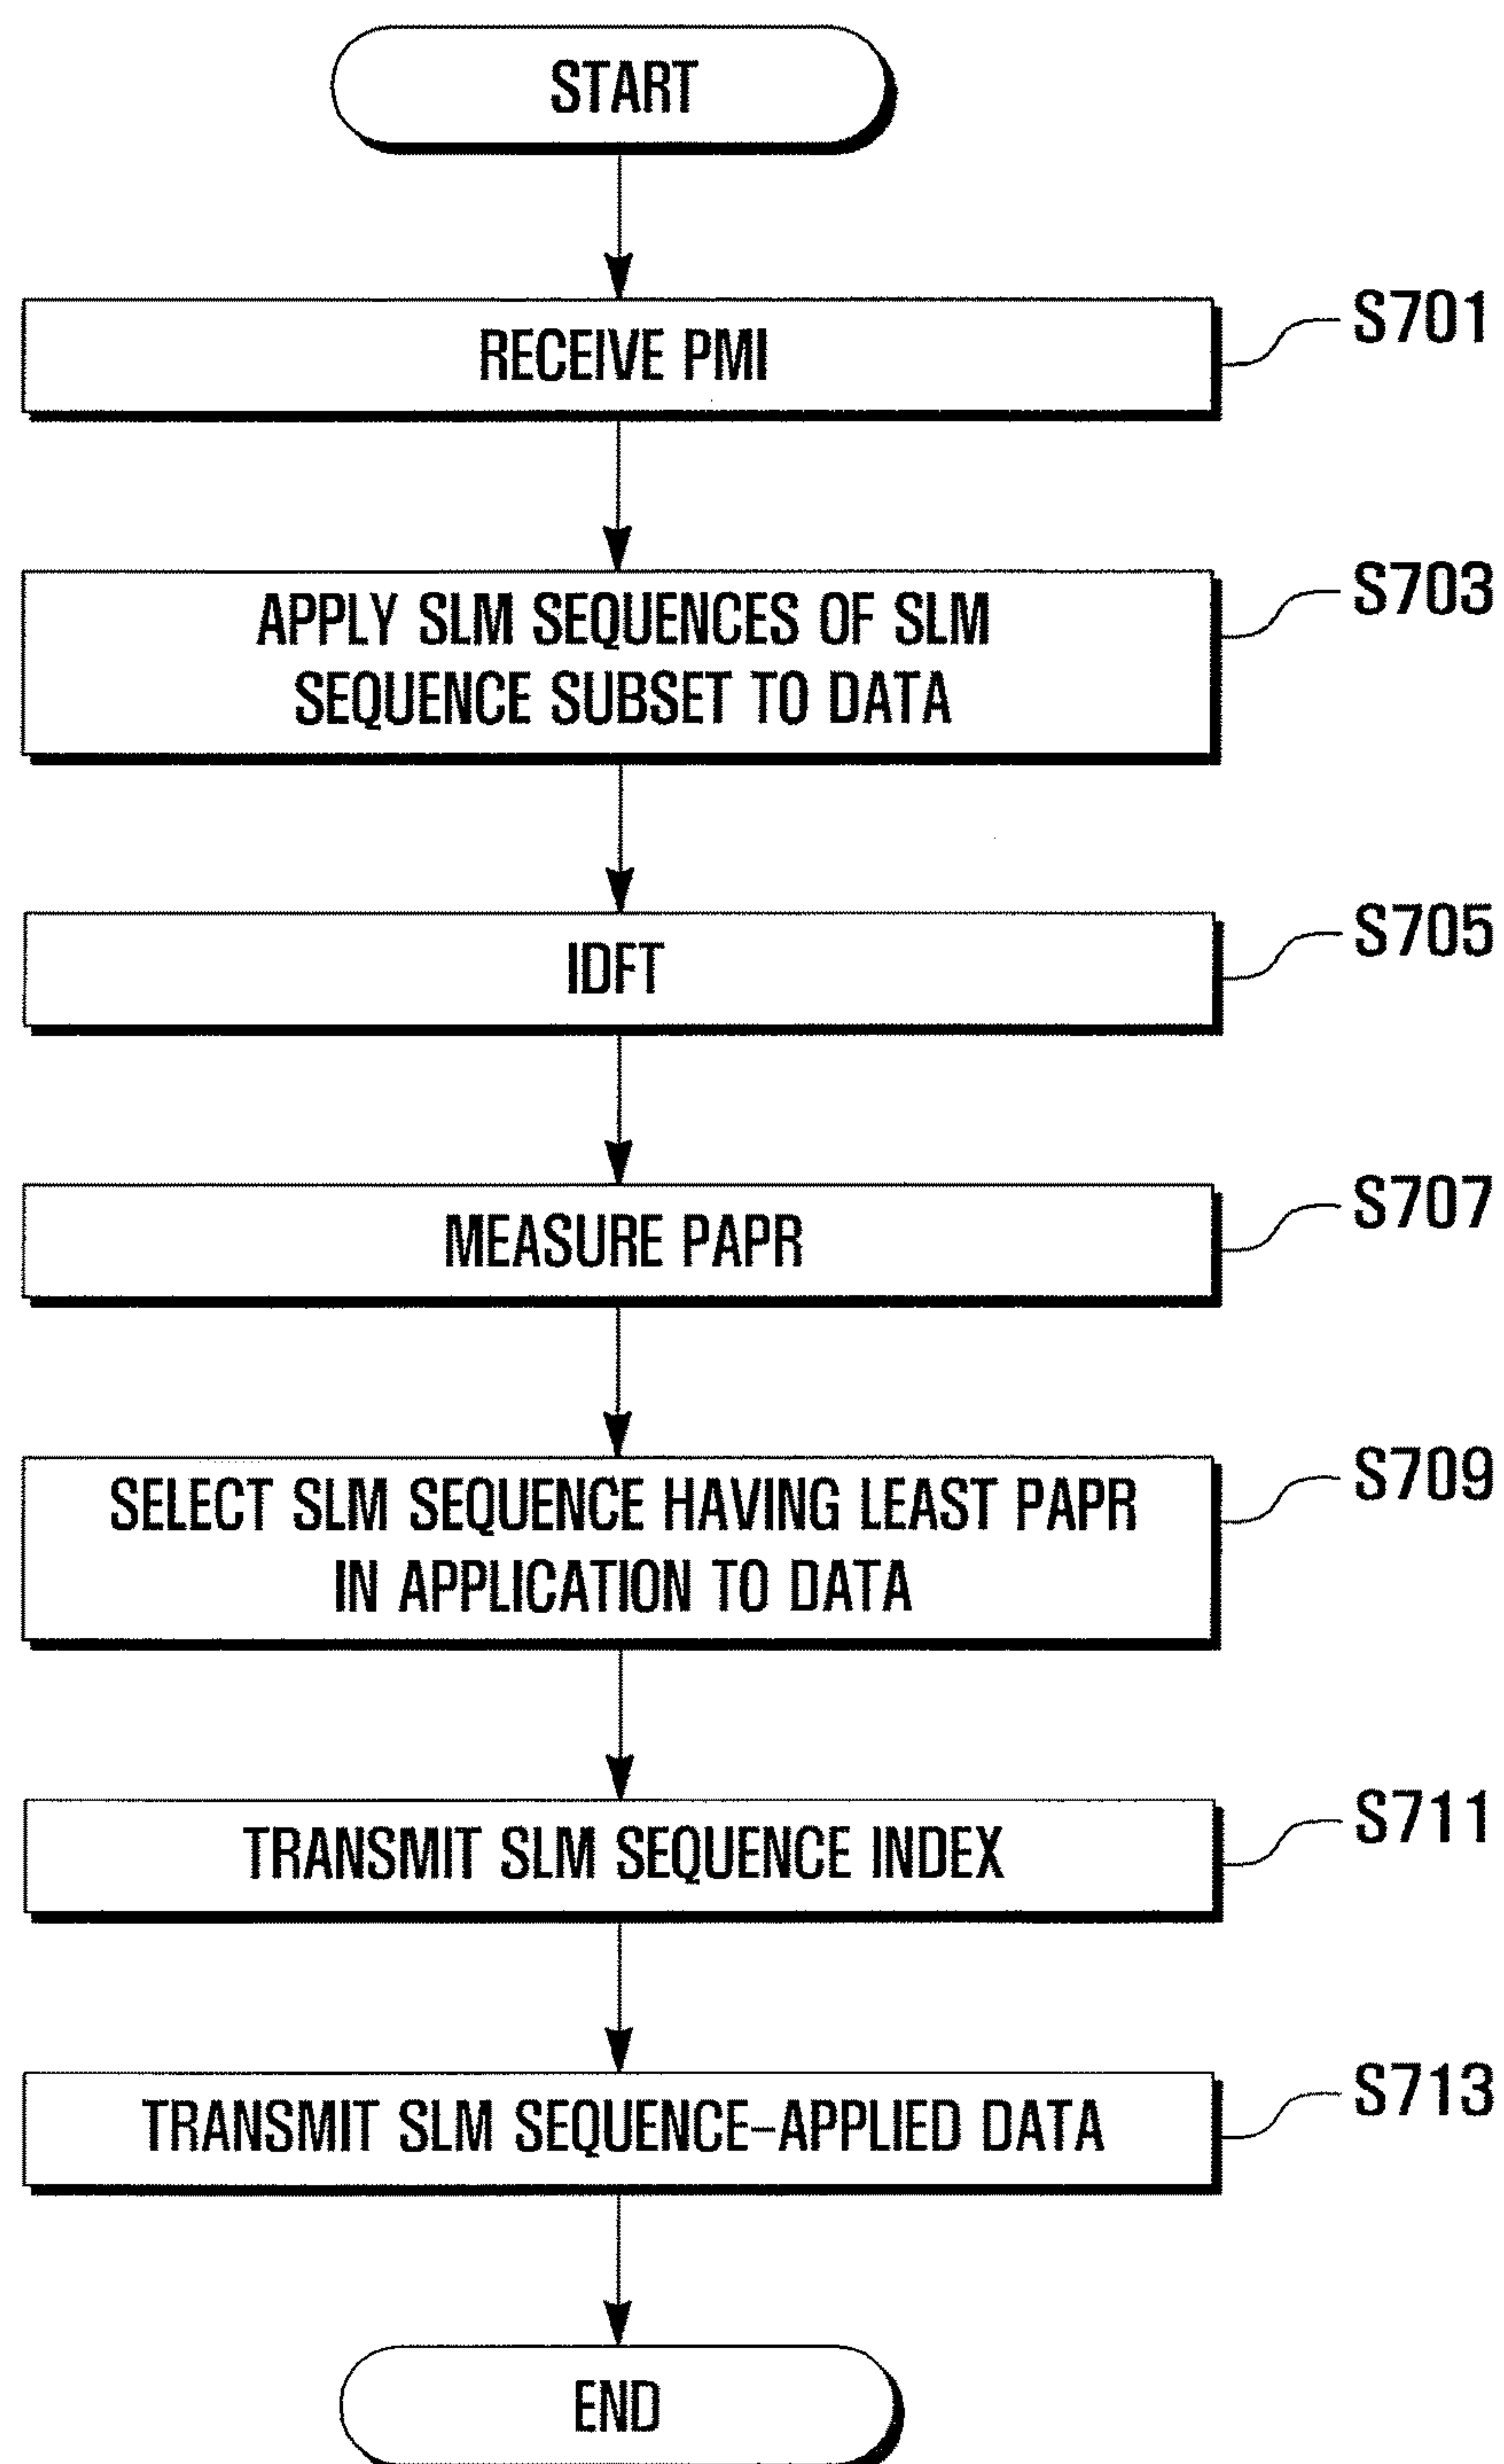 START
RECEIVE PMI
S701
APPLY SLM SEQUENCES OF SLM
SEQUENCE SUBSET TO DATA
S703
IDFT
S705
MEASURE PAPR
S707
SELECT SLM SEQUENCE HAVING LEAST PAPR
IN APPLICATION TO DATA
S709
TRANSMIT SLM SEQUENCE INDEX
S711
TRANSMIT SLM SEQUENCE-APPLIED DATA
S713
END